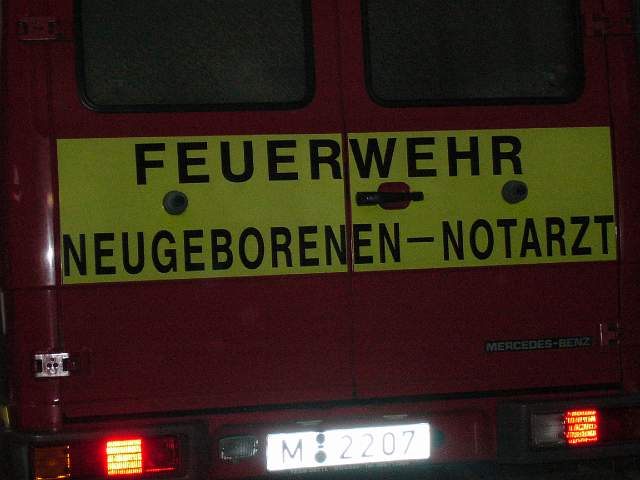 FEUERWEHR
NEUGEBORENEN-NOTARZT
MERCEDES-BENZ
M 2207